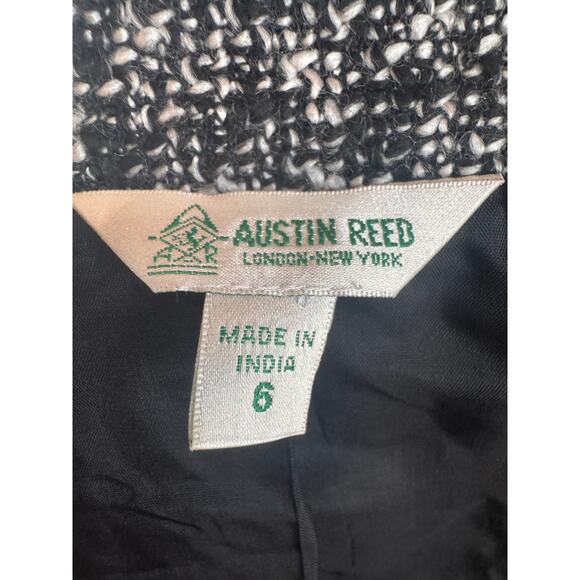 AUSTIN REED
LONDON-NEW YORK
A R
MADE IN
INDIA
6